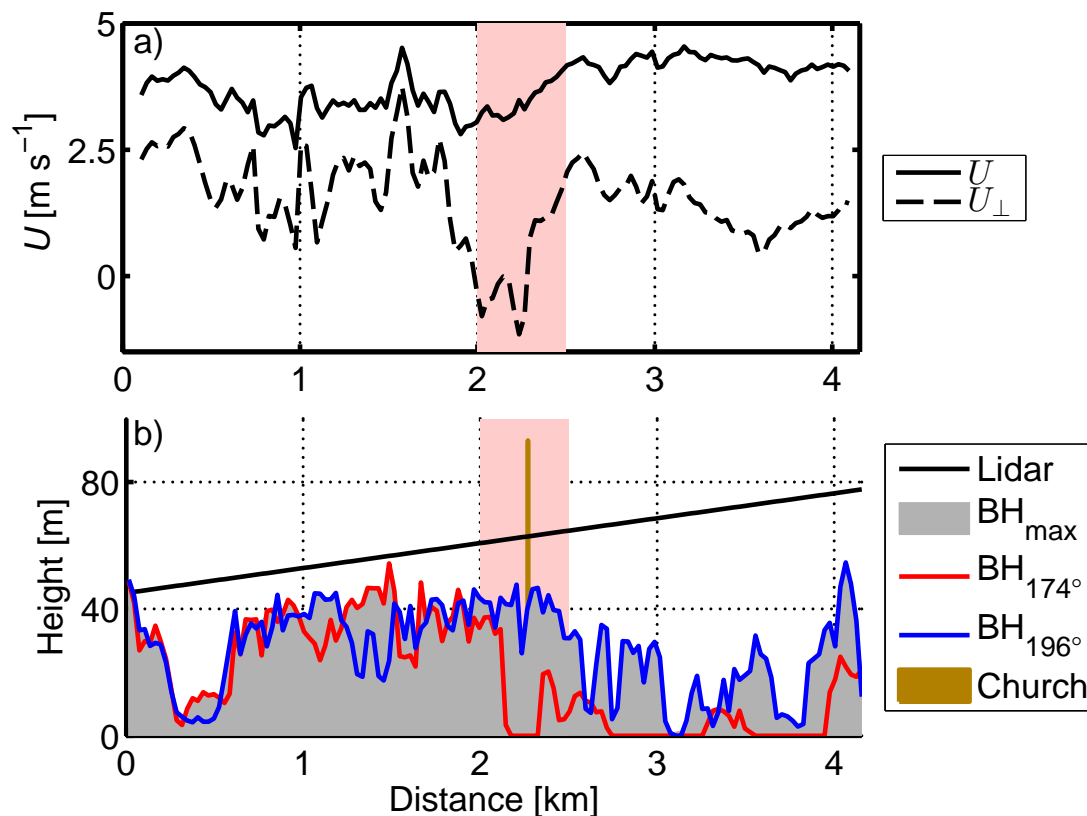 a)
5
2.5
0
U [m s⁻¹]
0 1 2 3 4
U
U⊥
b)
80
40
0
Height [m]
0 1 2 3 4
Distance [km]
Lidar
BHmax
BH174°
BH196°
Church